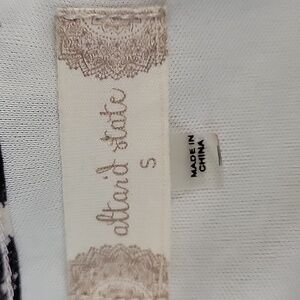 altar'd state
S
MADE IN
CHINA